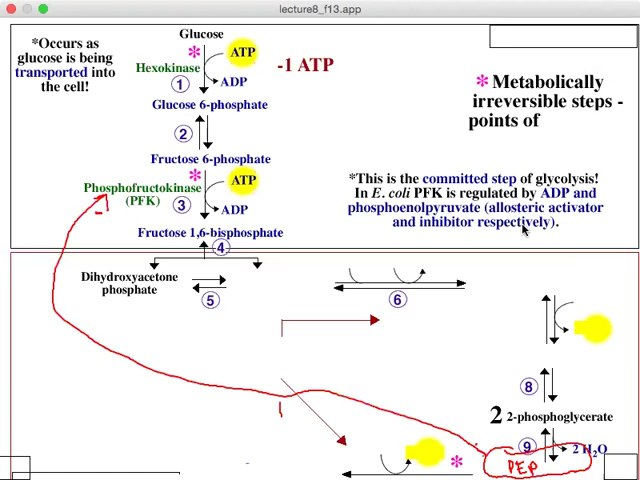 lecture8_f13.app
*Occurs as
glucose is being
transported into
the cell!
Glucose
*
ATP
Hexokinase
1
ADP
-1 ATP
Glucose 6-phosphate
2
Fructose 6-phosphate
*
ATP
Phosphofructokinase
(PFK)
3
ADP
Fructose 1,6-bisphosphate
4
* Metabolically
irreversible steps -
points of
*This is the committed step of glycolysis!
In E. coli PFK is regulated by ADP and
phosphoenolpyruvate (allosteric activator
and inhibitor respectively).
Dihydroxyacetone
phosphate
5
6
8
2 2-phosphoglycerate
9
2 H₂O
PEP
*